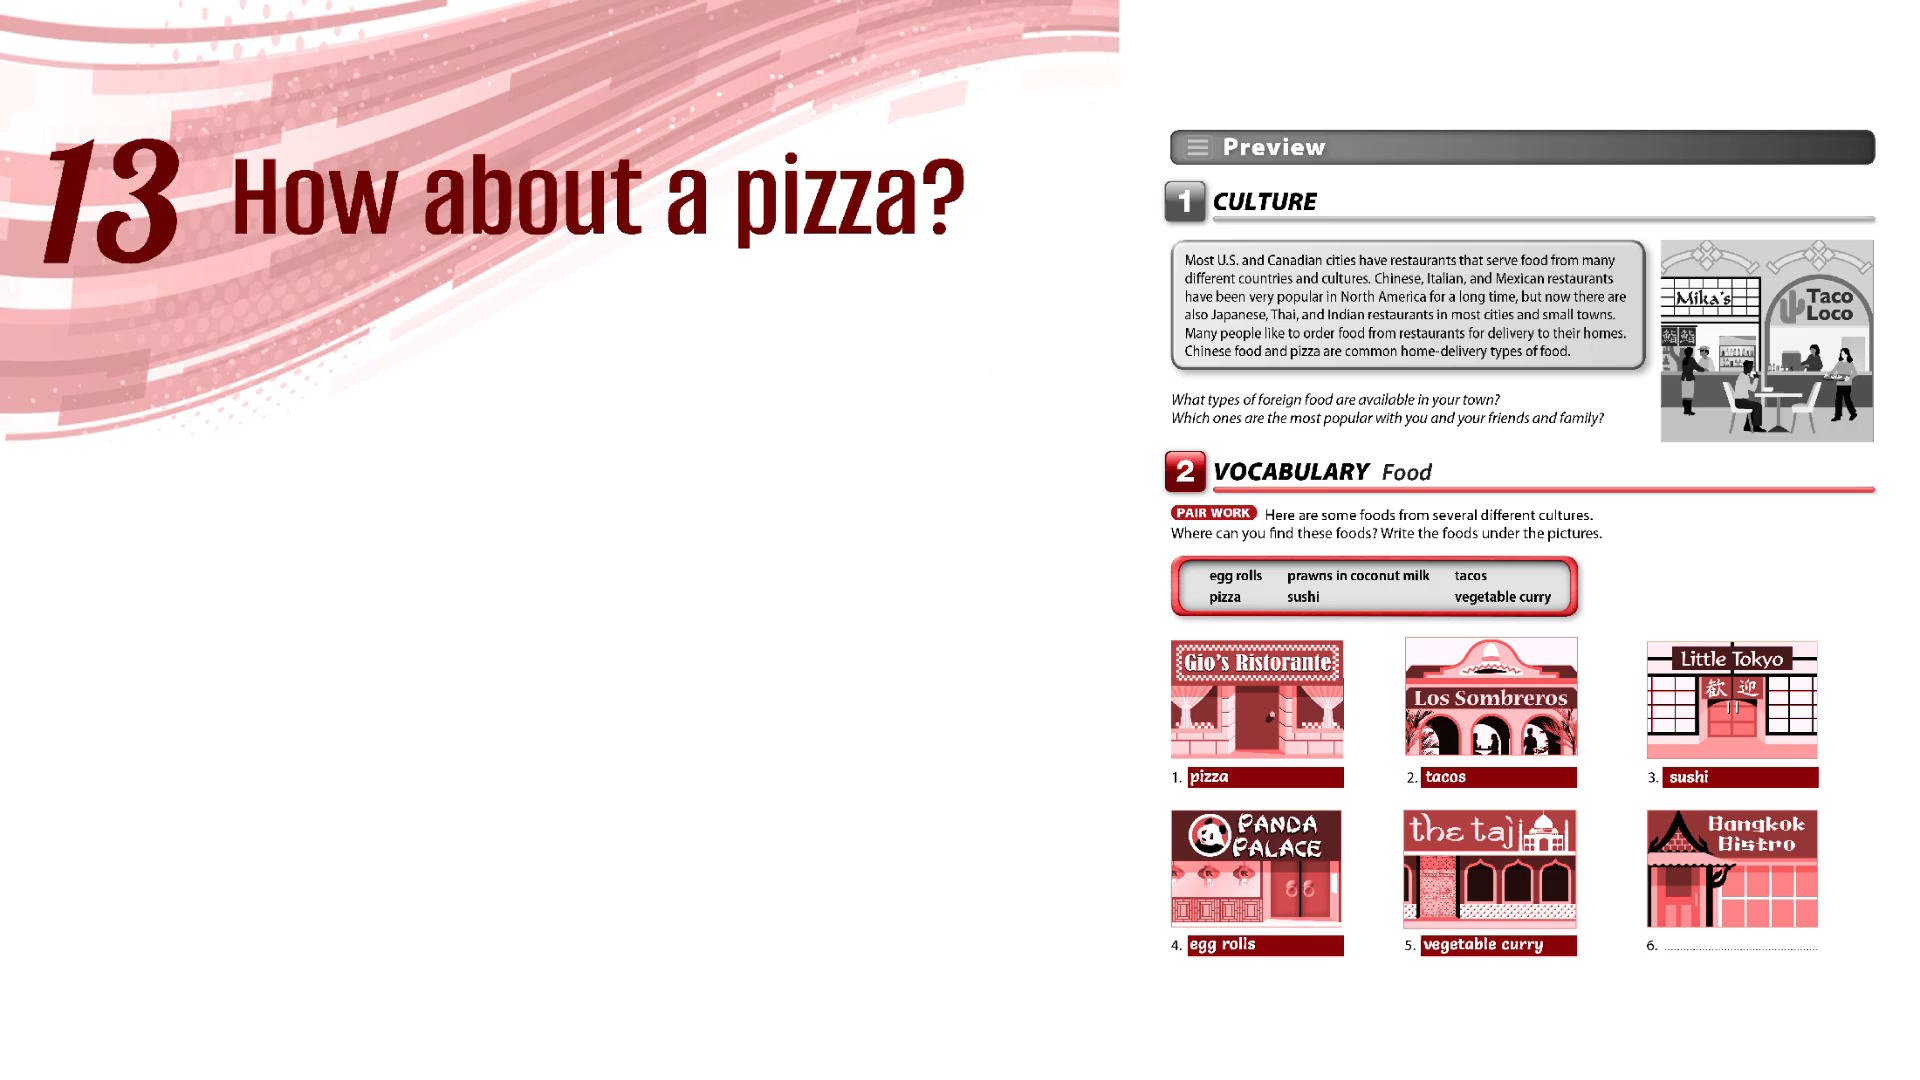 13 How about a pizza?
Preview
1 CULTURE
Most U.S. and Canadian cities have restaurants that serve food from many
different countries and cultures. Chinese, Italian, and Mexican restaurants
have been very popular in North America for a long time, but now there are
also Japanese, Thai, and Indian restaurants in most cities and small towns.
Many people like to order food from restaurants for delivery to their homes.
Chinese food and pizza are common home-delivery types of food.
Mika's
Taco
Loco
What types of foreign food are available in your town?
Which ones are the most popular with you and your friends and family?
2 VOCABULARY Food
PAIR WORK Here are some foods from several different cultures.
Where can you find these foods? Write the foods under the pictures.
egg rolls prawns in coconut milk tacos
pizza sushi vegetable curry
Gio's Ristorante
Los Sombreros
Little Tokyo
歓 迎
1. pizza
2. tacos
3. sushi
PANDA
PALACE
the taj
Bangkok
Bistro
4. egg rolls
5. vegetable curry
6.